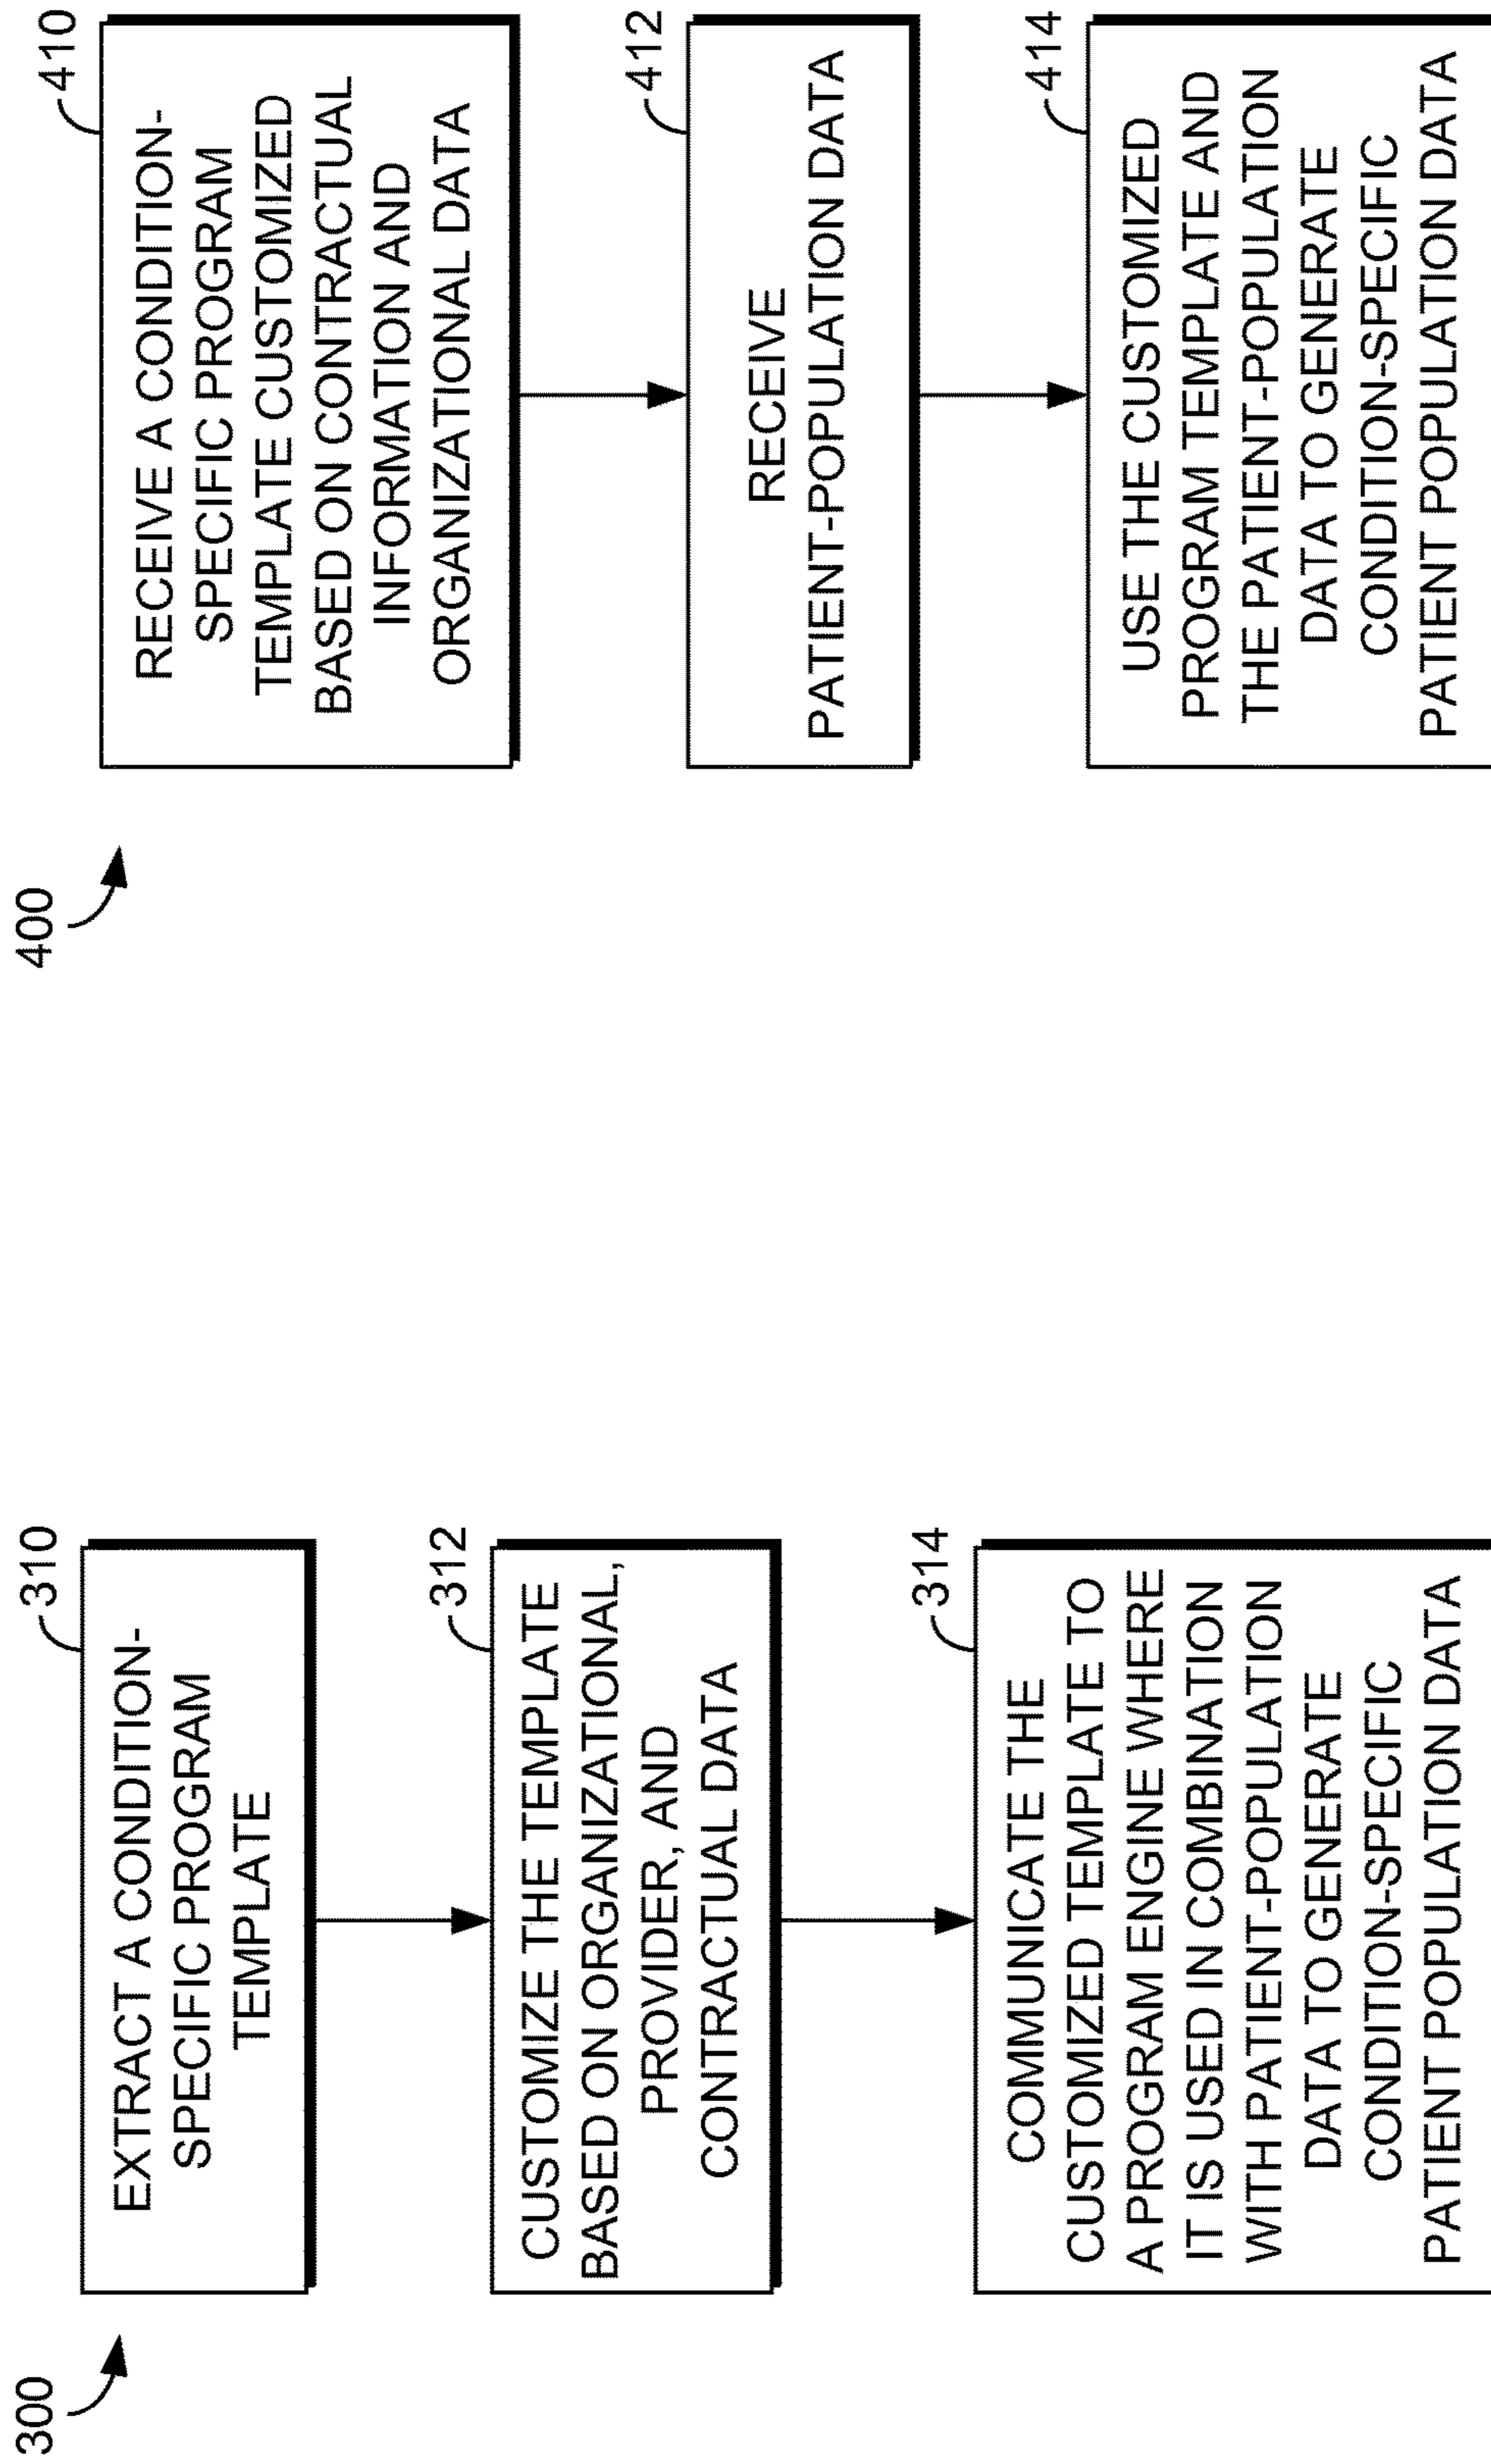 300
310
EXTRACT A CONDITION-
SPECIFIC PROGRAM
TEMPLATE
312
CUSTOMIZE THE TEMPLATE
BASED ON ORGANIZATIONAL,
PROVIDER, AND
CONTRACTUAL DATA
314
COMMUNICATE THE
CUSTOMIZED TEMPLATE TO
A PROGRAM ENGINE WHERE
IT IS USED IN COMBINATION
WITH PATIENT-POPULATION
DATA TO GENERATE
CONDITION-SPECIFIC
PATIENT POPULATION DATA
400
410
RECEIVE A CONDITION-
SPECIFIC PROGRAM
TEMPLATE CUSTOMIZED
BASED ON CONTRACTUAL
INFORMATION AND
ORGANIZATIONAL DATA
412
RECEIVE
PATIENT-POPULATION DATA
414
USE THE CUSTOMIZED
PROGRAM TEMPLATE AND
THE PATIENT-POPULATION
DATA TO GENERATE
CONDITION-SPECIFIC
PATIENT POPULATION DATA